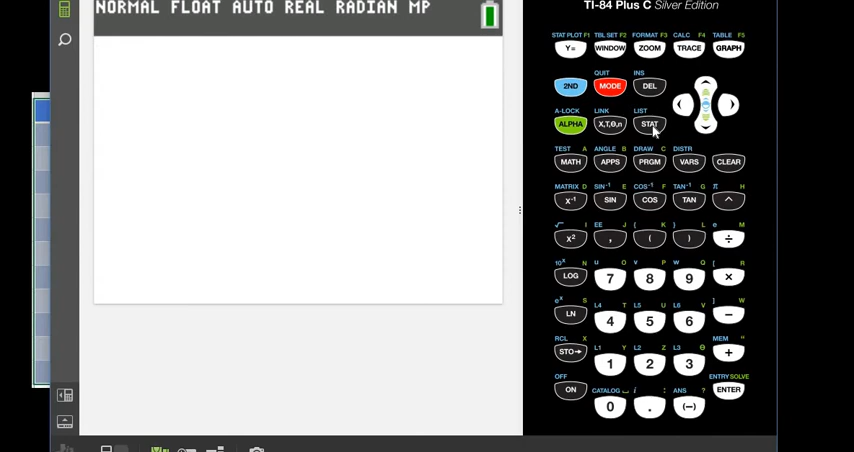 NORMAL FLOAT AUTO REAL RADIAN MP
TI-84 Plus C Silver Edition
STAT PLOT F1 TBL SET F2 FORMAT F3 CALC F4 TABLE F5
Y= WINDOW ZOOM TRACE GRAPH
QUIT INS
2ND MODE DEL
A-LOCK LINK LIST
ALPHA X,T,Θ,n STAT
TEST A ANGLE B DRAW C DISTR
MATH APPS PRGM VARS CLEAR
MATRIX D SIN⁻¹ E COS⁻¹ F TAN⁻¹ G π H
X⁻¹ SIN COS TAN ^
√ I EE J { K } L e M
X² , ( ) ÷
10ˣ N u O v P w Q [ R
LOG 7 8 9 ×
eˣ S L4 T L5 U L6 V ] W
LN 4 5 6 −
RCL X L1 Y L2 Z L3 Θ MEM "
STO→ 1 2 3 +
OFF CATALOG ⎵ i : ANS ? ENTRY SOLVE
ON 0 . (−) ENTER